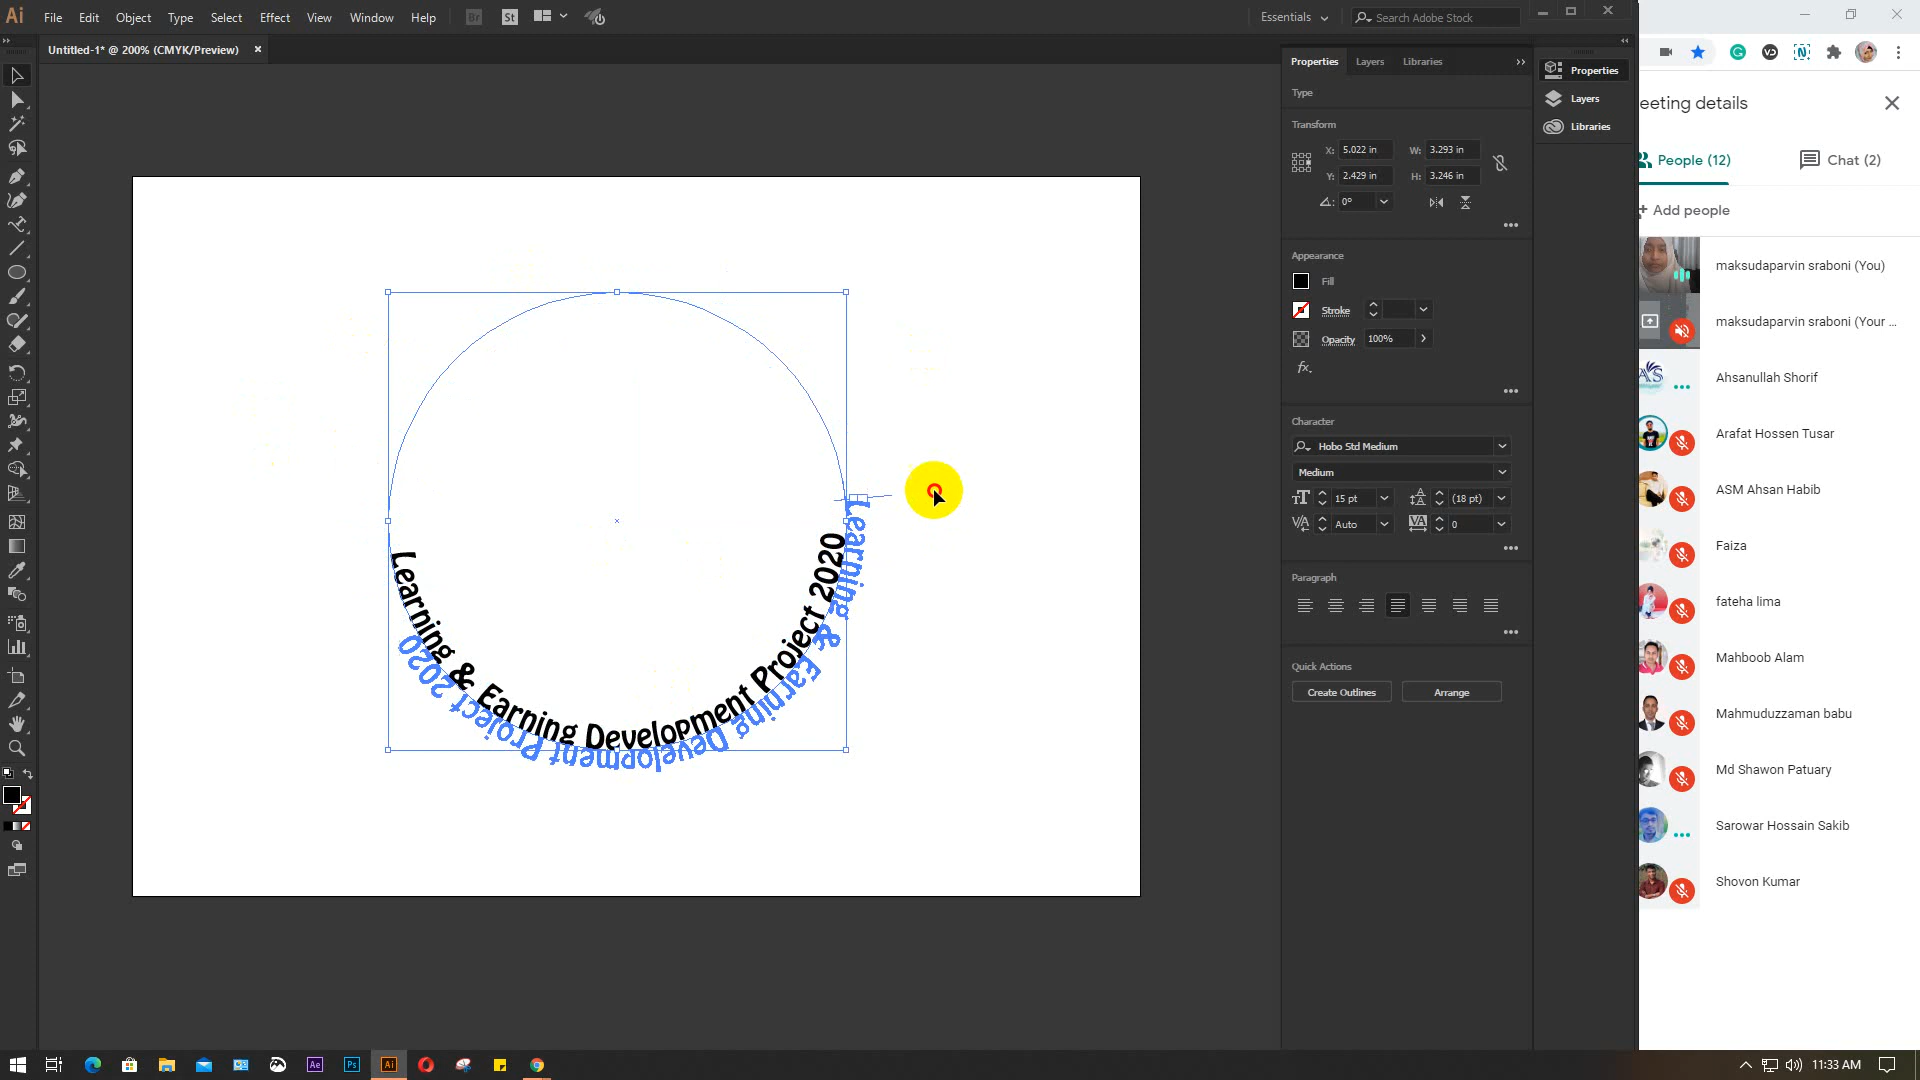 Ai File Edit Object Type Select Effect View Window Help Br St Essentials Search Adobe Stock
Untitled-1* @ 200% (CMYK/Preview) ×
Properties Layers Libraries
Type
Transform
X: 5.022 in W: 3.293 in
Y: 2.429 in H: 3.246 in
0°
Appearance
Fill
Stroke
Opacity 100%
fx.
Character
Hobo Std Medium
Medium
15 pt (18 pt)
Auto 0
Paragraph
Quick Actions
Create Outlines Arrange
Properties
Layers
Libraries
Learning & Earning Development Project 2020
Learning & Earning Development Project 2020
eeting details
People (12) Chat (2)
Add people
maksudaparvin sraboni (You)
maksudaparvin sraboni (Your ...
Ahsanullah Shorif
Arafat Hossen Tusar
ASM Ahsan Habib
Faiza
fateha lima
Mahboob Alam
Mahmuduzzaman babu
Md Shawon Patuary
Sarowar Hossain Sakib
Shovon Kumar
Ae Ps Ai
11:33 AM